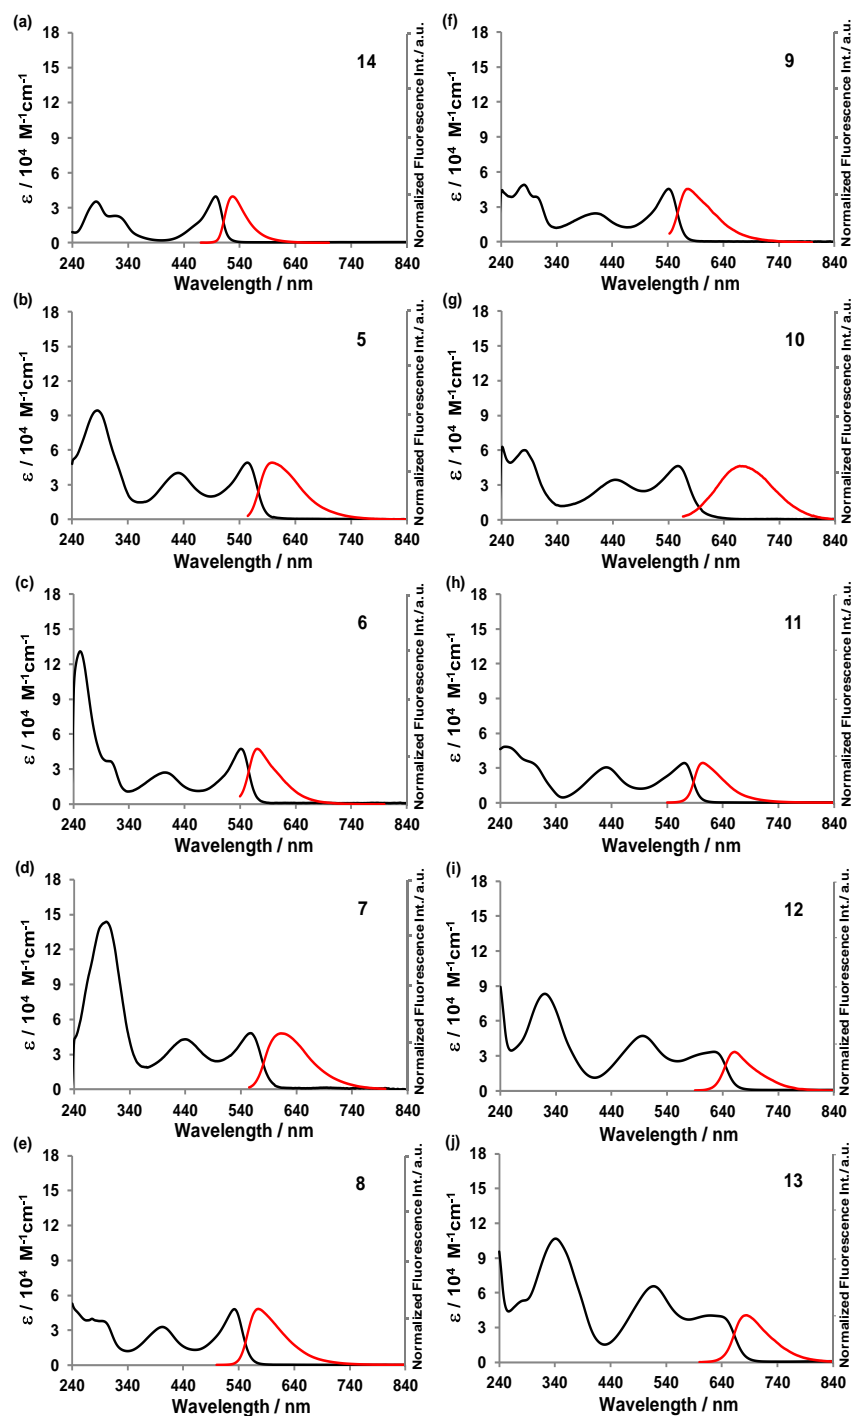 (a)
14
ε / 10⁴ M⁻¹cm⁻¹
18
15
12
9
6
3
0
240 340 440 540 640 740 840
Wavelength / nm
Normalized Fluorescence Int./ a.u.
(f)
9
ε / 10⁴ M⁻¹cm⁻¹
18
15
12
9
6
3
0
240 340 440 540 640 740 840
Wavelength / nm
Normalized Fluorescence Int./ a.u.
(b)
5
ε / 10⁴ M⁻¹cm⁻¹
18
15
12
9
6
3
0
240 340 440 540 640 740 840
Wavelength / nm
Normalized Fluorescence Int./ a.u.
(g)
10
ε / 10⁴ M⁻¹cm⁻¹
18
15
12
9
6
3
0
240 340 440 540 640 740 840
Wavelength / nm
Normalized Fluorescence Int./ a.u.
(c)
6
ε / 10⁴ M⁻¹cm⁻¹
18
15
12
9
6
3
0
240 340 440 540 640 740 840
Wavelength / nm
Normalized Fluorescence Int./ a.u.
(h)
11
ε / 10⁴ M⁻¹cm⁻¹
18
15
12
9
6
3
0
240 340 440 540 640 740 840
Wavelength / nm
Normalized Fluorescence Int./ a.u.
(d)
7
ε / 10⁴ M⁻¹cm⁻¹
18
15
12
9
6
3
0
240 340 440 540 640 740 840
Wavelength / nm
Normalized Fluorescence Int./ a.u.
(i)
12
ε / 10⁴ M⁻¹cm⁻¹
18
15
12
9
6
3
0
240 340 440 540 640 740 840
Wavelength / nm
Normalized Fluorescence Int./ a.u.
(e)
8
ε / 10⁴ M⁻¹cm⁻¹
18
15
12
9
6
3
0
240 340 440 540 640 740 840
Wavelength / nm
Normalized Fluorescence Int./ a.u.
(j)
13
ε / 10⁴ M⁻¹cm⁻¹
18
15
12
9
6
3
0
240 340 440 540 640 740 840
Wavelength / nm
Normalized Fluorescence Int./ a.u.